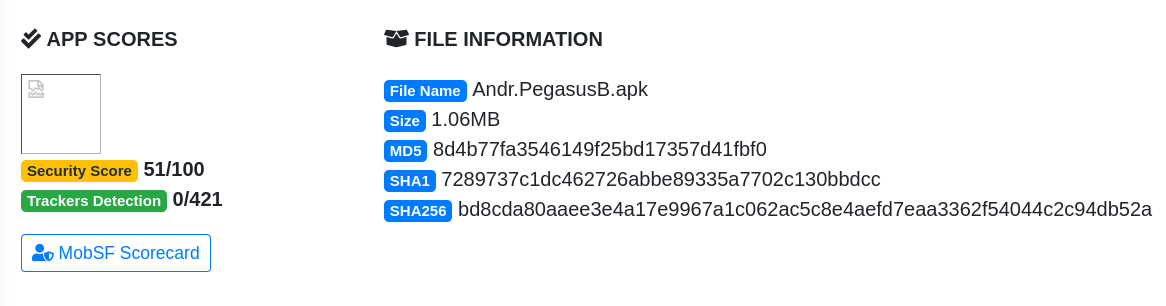 APP SCORES
Security Score 51/100
Trackers Detection 0/421
MobSF Scorecard
FILE INFORMATION
File Name Andr.PegasusB.apk
Size 1.06MB
MD5 8d4b77fa3546149f25bd17357d41fbf0
SHA1 7289737c1dc462726abbe89335a7702c130bbdcc
SHA256 bd8cda80aaee3e4a17e9967a1c062ac5c8e4aefd7eaa3362f54044c2c94db52a